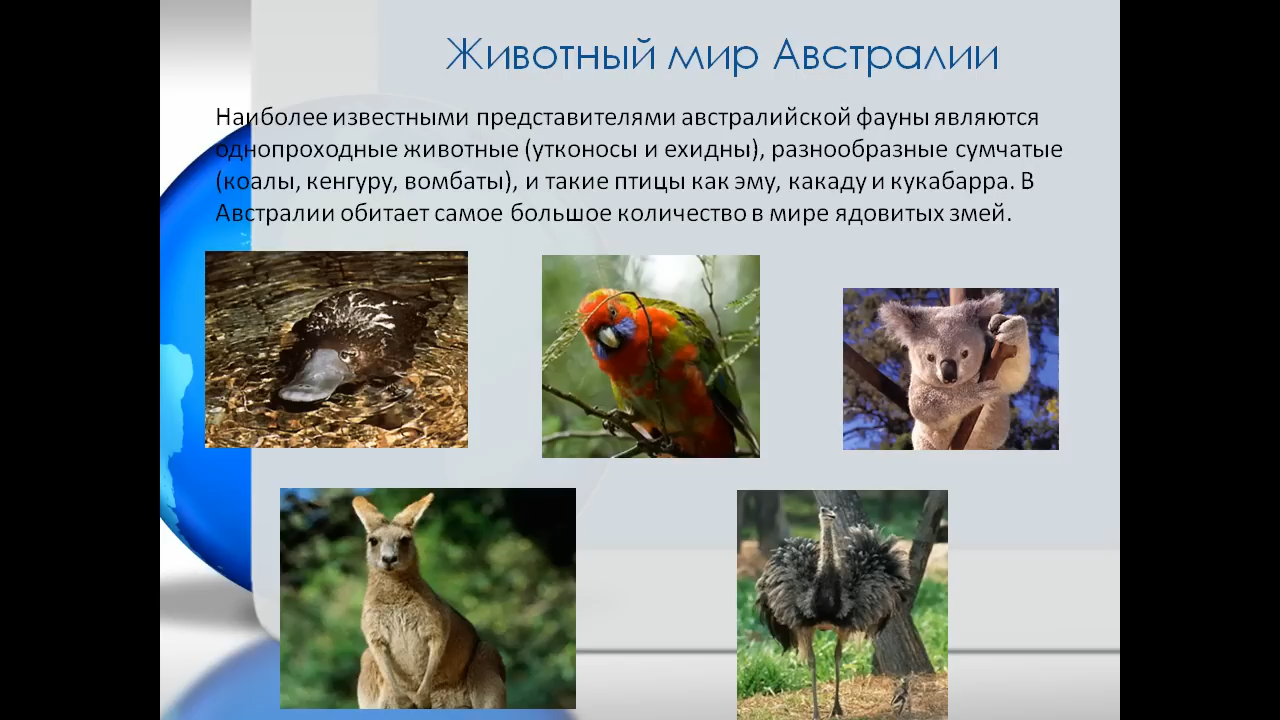 Животный мир Австралии
Наиболее известными представителями австралийской фауны являются
однопроходные животные (утконосы и ехидны), разнообразные сумчатые
(коалы, кенгуру, вомбаты), и такие птицы как эму, какаду и кукабарра. В
Австралии обитает самое большое количество в мире ядовитых змей.